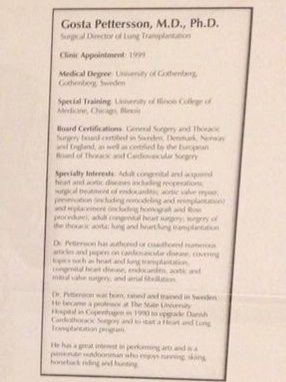 Gosta Pettersson, M.D., Ph.D.
Surgical Director of Lung Transplantation
Clinic Appointment: 1999
Medical Degree: University of Gothenberg,
Gothenberg, Sweden
Special Training: University of Illinois College of
Medicine, Chicago, Illinois
Board Certifications: General Surgery and Thoracic
Surgery board-certified in Sweden, Denmark, Norway
and England; as well as certified by the European
Board of Thoracic and Cardiovascular Surgery
Specialty Interests: Adult congenital and acquired
heart and aortic diseases including reoperations;
surgical treatment of endocarditis; aortic valve repair,
preservation (including remodeling and reimplantation)
and replacement (including homograft and Ross
procedure); adult congenital heart surgery; surgery of
the thoracic aorta; lung and heart/lung transplantation
Dr. Pettersson has authored or coauthored numerous
articles and papers on cardiovascular disease, covering
topics such as heart and lung transplantation,
congenital heart disease, endocarditis, aortic and
mitral valve surgery, and atrial fibrillation.
Dr. Pettersson was born, raised and trained in Sweden.
He became a professor at The State University
Hospital in Copenhagen in 1990 to upgrade Danish
Cardiothoracic Surgery and to start a Heart and Lung
Transplantation program.
He has a great interest in performing arts and is a
passionate outdoorsman who enjoys running, skiing,
horseback riding and hunting.